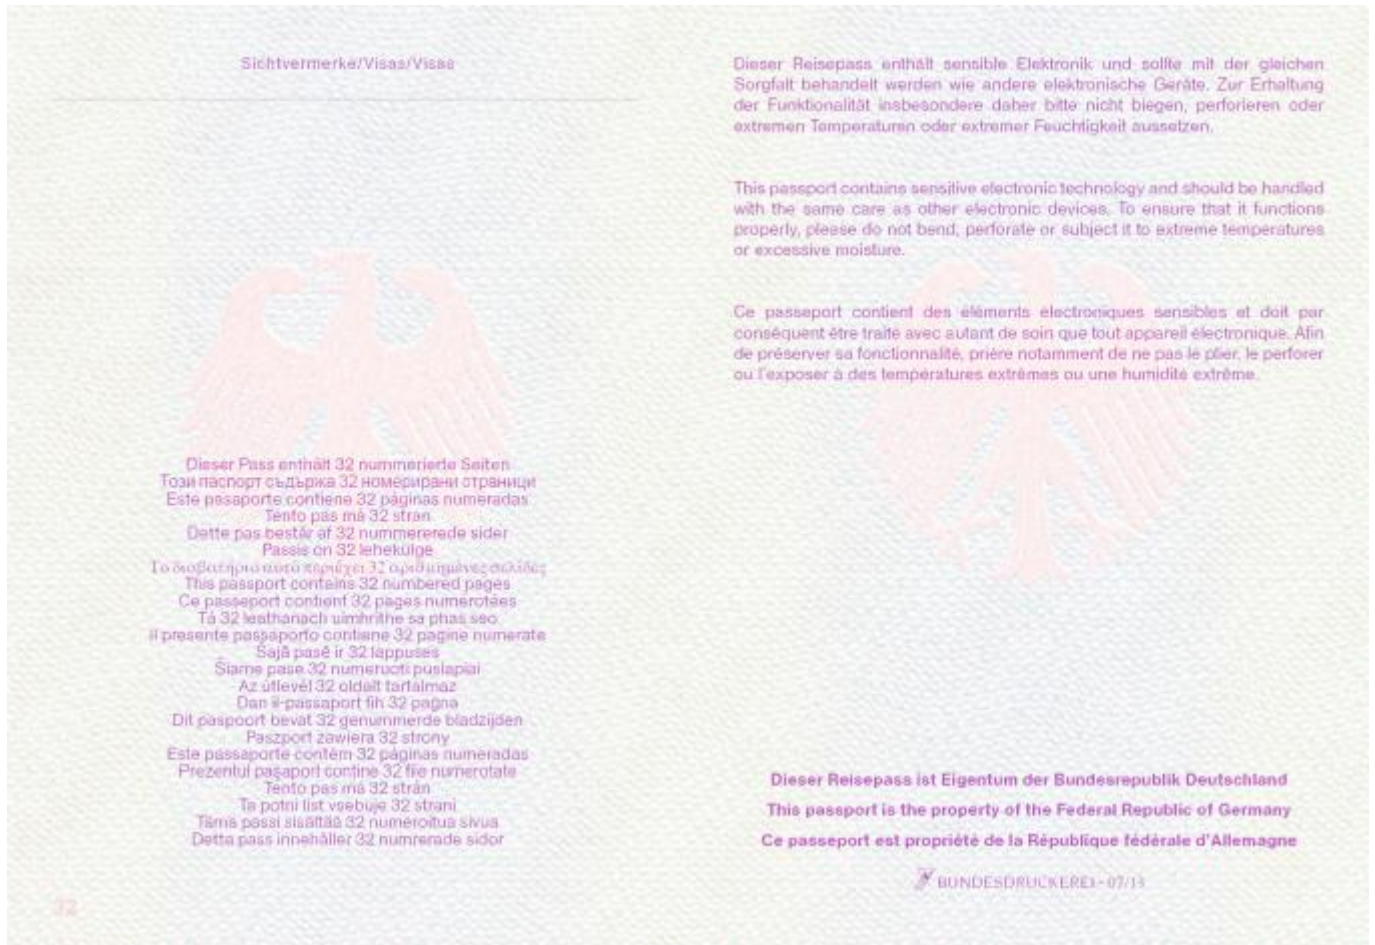 Sichtvermerke/Visas/Visas
Dieser Pass enthält 32 nummerierte Seiten
Този паспорт съдържа 32 номерирани страници
Este pasaporte contiene 32 páginas numeradas
Tento pas má 32 stran
Dette pas består af 32 nummererede sider
Passis on 32 lehekülge
Το διαβατήριο αυτό περιέχει 32 αριθμημένες σελίδες
This passport contains 32 numbered pages
Ce passeport contient 32 pages numérotées
Tá 32 leathanach uimhrithe sa phas seo
Il presente passaporto contiene 32 pagine numerate
Šajā pasē ir 32 lappuses
Šiame pase 32 numeruoti puslapiai
Az útlevél 32 oldalt tartalmaz
Dan il-passaport fih 32 paġna
Dit paspoort bevat 32 genummerde bladzijden
Paszport zawiera 32 strony
Este passaporte contém 32 páginas numeradas
Prezentul paşaport conţine 32 file numerotate
Tento pas má 32 strán
Ta potni list vsebuje 32 strani
Tämä passi sisältää 32 numeroitua sivua
Detta pass innehåller 32 numrerade sidor
32
Dieser Reisepass enthält sensible Elektronik und sollte mit der gleichen
Sorgfalt behandelt werden wie andere elektronische Geräte. Zur Erhaltung
der Funktionalität insbesondere daher bitte nicht biegen, perforieren oder
extremen Temperaturen oder extremer Feuchtigkeit aussetzen.
This passport contains sensitive electronic technology and should be handled
with the same care as other electronic devices. To ensure that it functions
properly, please do not bend, perforate or subject it to extreme temperatures
or excessive moisture.
Ce passeport contient des éléments électroniques sensibles et doit par
conséquent être traité avec autant de soin que tout appareil électronique. Afin
de préserver sa fonctionnalité, prière notamment de ne pas le plier, le perforer
ou l'exposer à des températures extrêmes ou une humidité extrême.
Dieser Reisepass ist Eigentum der Bundesrepublik Deutschland
This passport is the property of the Federal Republic of Germany
Ce passeport est propriété de la République fédérale d'Allemagne
BUNDESDRUCKEREI - 07/13